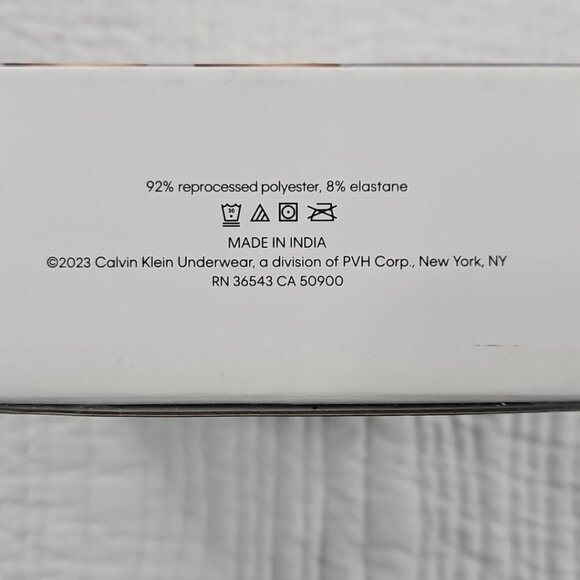 92% reprocessed polyester, 8% elastane
30
MADE IN INDIA
©2023 Calvin Klein Underwear, a division of PVH Corp., New York, NY
RN 36543 CA 50900